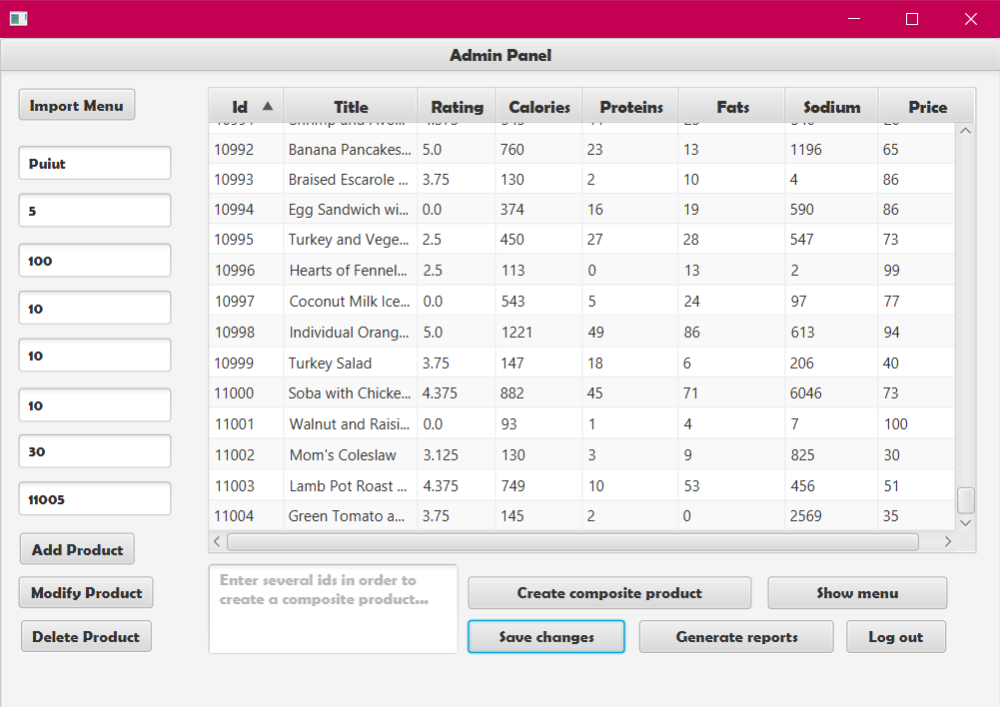 Admin Panel
Import Menu
Puiut
5
100
10
10
10
30
11005
Add Product
Modify Product
Delete Product
Id Title Rating Calories Proteins Fats Sodium Price
10992 Banana Pancakes... 5.0 760 23 13 1196 65
10993 Braised Escarole ... 3.75 130 2 10 4 86
10994 Egg Sandwich wi... 0.0 374 16 19 590 86
10995 Turkey and Vege... 2.5 450 27 28 547 73
10996 Hearts of Fennel... 2.5 113 0 13 2 99
10997 Coconut Milk Ice... 0.0 543 5 24 97 77
10998 Individual Orang... 5.0 1221 49 86 613 94
10999 Turkey Salad 3.75 147 18 6 206 40
11000 Soba with Chicke... 4.375 882 45 71 6046 73
11001 Walnut and Raisi... 0.0 93 1 4 7 100
11002 Mom's Coleslaw 3.125 130 3 9 825 30
11003 Lamb Pot Roast ... 4.375 749 10 53 456 51
11004 Green Tomato a... 3.75 145 2 0 2569 35
Enter several ids in order to
create a composite product...
Create composite product Show menu
Save changes Generate reports Log out